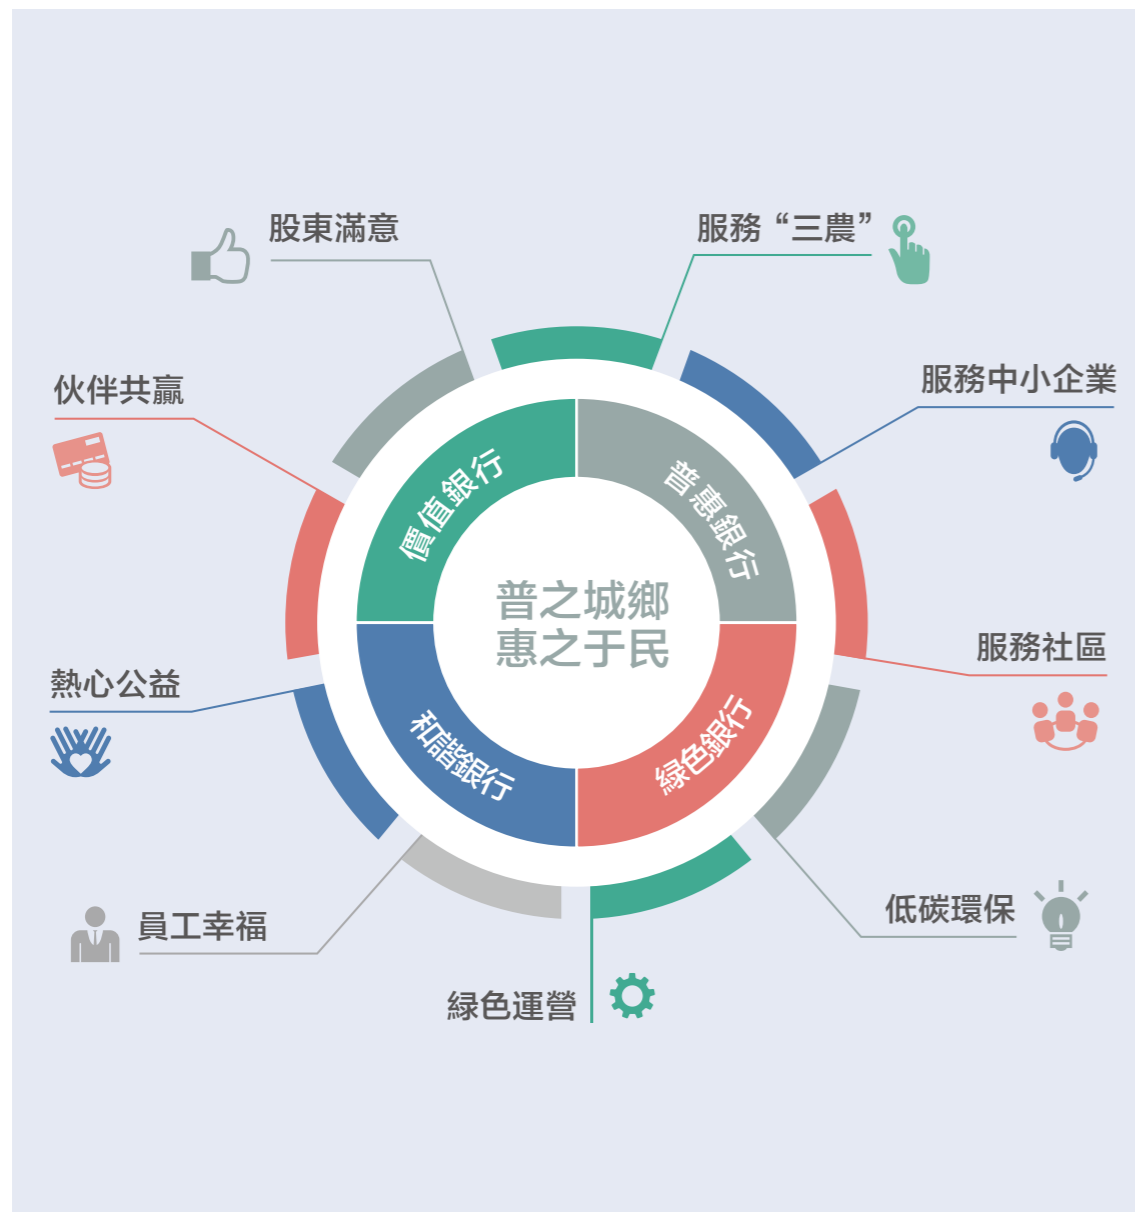 股東滿意
服務“三農”
伙伴共贏
服務中小企業
價值銀行
普惠銀行
普之城鄉
惠之于民
熱心公益
服務社區
和諧銀行
緑色銀行
員工幸福
低碳環保
緑色運營